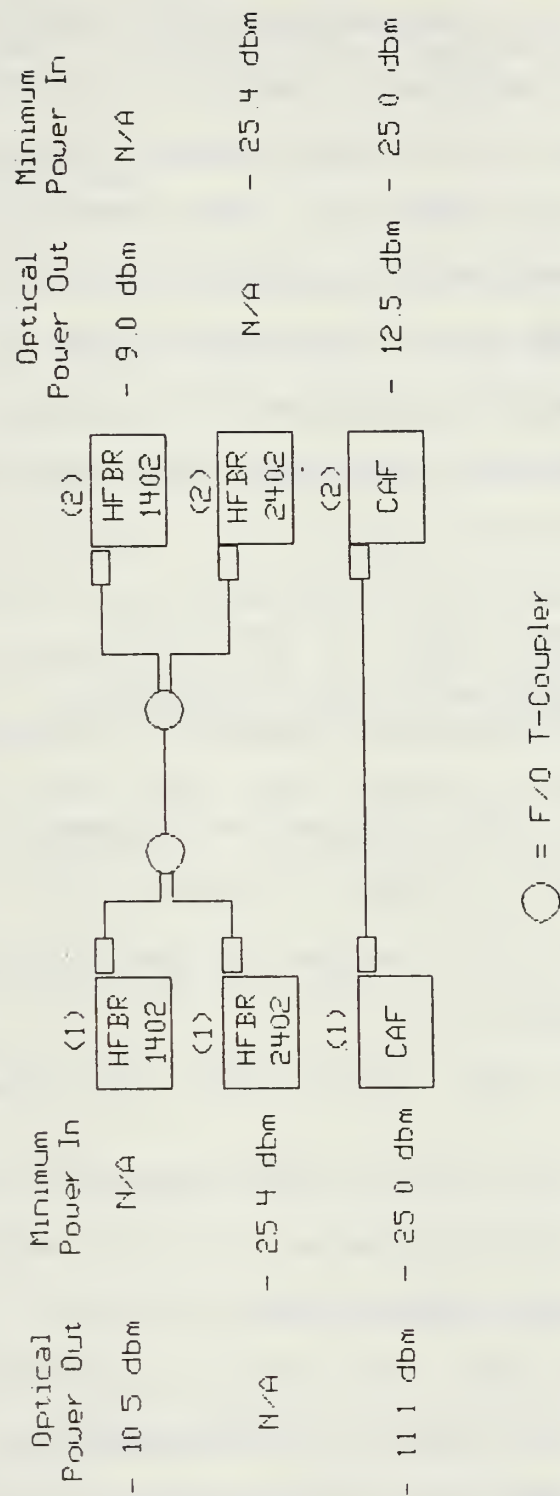 Optical
Power Out
Minimum
Power In
- 10 5 dbm
N/A
N/A
- 25 4 dbm
- 11 1 dbm
- 25 0 dbm
(1)
HFBR
1402
(1)
HFBR
2402
(1)
CAF
(2)
HFBR
1402
(2)
HFBR
2402
(2)
CAF
Optical
Power Out
Minimum
Power In
- 9.0 dbm
N/A
N/A
- 25.4 dbm
- 12.5 dbm
- 25 0 dbm
= F/O T-Coupler